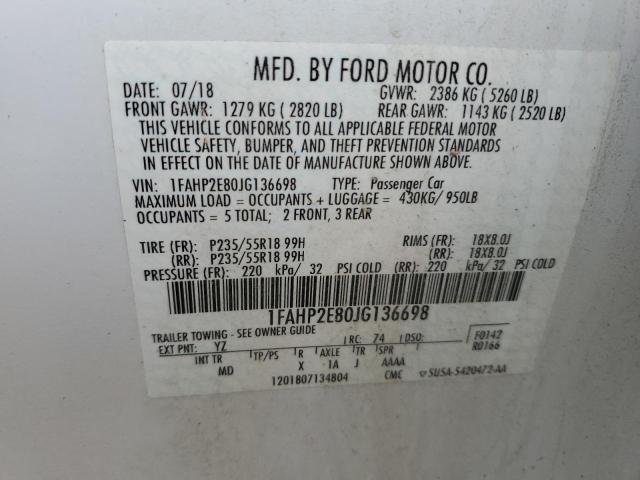 MFD. BY FORD MOTOR CO.
DATE: 07/18 GVWR: 2386 KG ( 5260 LB)
FRONT GAWR: 1279 KG ( 2820 LB) REAR GAWR: 1143 KG ( 2520 LB)
THIS VEHICLE CONFORMS TO ALL APPLICABLE FEDERAL MOTOR
VEHICLE SAFETY, BUMPER, AND THEFT PREVENTION STANDARDS
IN EFFECT ON THE DATE OF MANUFACTURE SHOWN ABOVE.
VIN: 1FAHP2E80JG136698 TYPE: Passenger Car
MAXIMUM LOAD = OCCUPANTS + LUGGAGE = 430KG/ 950LB
OCCUPANTS = 5 TOTAL; 2 FRONT, 3 REAR
TIRE (FR): P235/55R18 99H RIMS (FR): 18X8.0J
(RR): P235/55R18 99H (RR): 18X8.0J
PRESSURE (FR): 220 kPa/ 32 PSI COLD (RR): 220 kPa/ 32 PSI COLD
1FAHP2E80JG136698
TRAILER TOWING - SEE OWNER GUIDE
EXT PNT: YZ RC: 74 DSO: F0142
R0166
INT TR TP/PS R AXLE TR SPR
MD X 1A J AAAA
1201807134804 CMC SU5A-5420472-AA